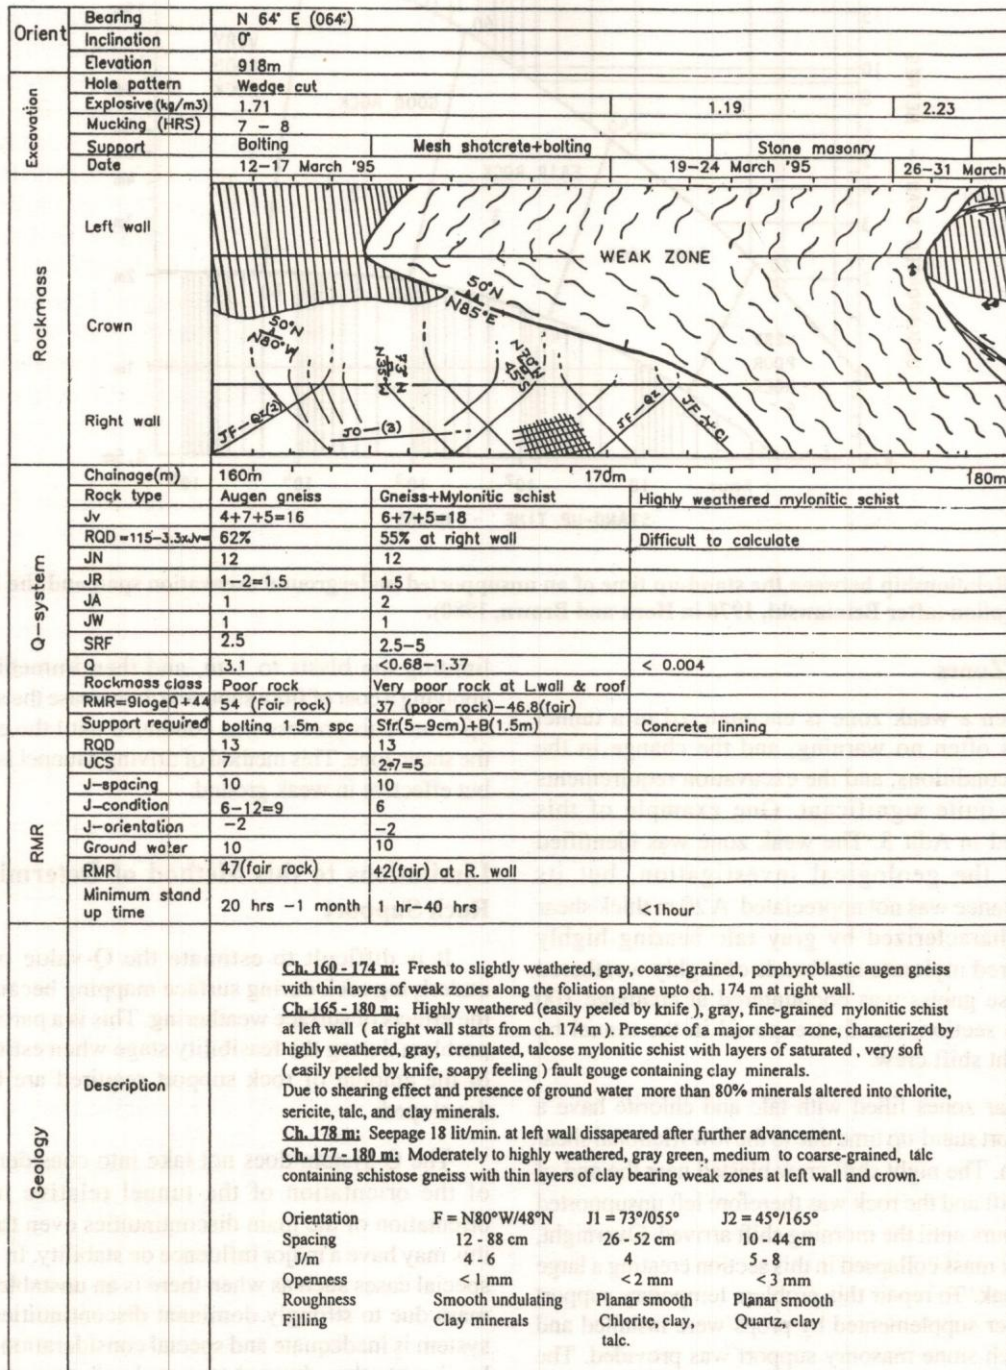 Orient Bearing N 64° E (064°)
Inclination 0°
Elevation 918m
Excavation
Hole pattern Wedge cut
Explosive (kg/m3) 1.71 1.19 2.23
Mucking (HRS) 7 - 8
Support Bolting Mesh shotcrete+bolting Stone masonry
Date 12-17 March '95 19-24 March '95 26-31 March
Rockmass
Left wall
WEAK ZONE
50°N
N85°E
Crown
50°N
N80°W
73° N
N35°W
N70°W
45°S
Right wall
JF-Qz(2)
JO-(3)
JF-Qz
Chainage(m) 160m 170m 180m
Q-system
Rock type Augen gneiss Gneiss+Mylonitic schist Highly weathered mylonitic schist
Jv 4+7+5=16 6+7+5=18
RQD =115-3.3xJv= 62% 55% at right wall Difficult to calculate
JN 12 12
JR 1-2=1.5 1.5
JA 1 2
JW 1 1
SRF 2.5 2.5-5
Q 3.1 <0.68-1.37 < 0.004
Rockmass class Poor rock Very poor rock at L.wall & roof
RMR=9logeQ+44 54 (Fair rock) 37 (poor rock)-46.8(fair)
Support required bolting 1.5m spc Sfr(5-9cm)+B(1.5m) Concrete linning
RMR
RQD 13 13
UCS 7 2-7=5
J-spacing 10 10
J-condition 6-12=9 6
J-orientation -2 -2
Ground water 10 10
RMR 47(fair rock) 42(fair) at R. wall
Minimum stand
up time 20 hrs -1 month 1 hr-40 hrs <1hour
Geology
Description
Ch. 160 - 174 m: Fresh to slightly weathered, gray, coarse-grained, porphyroblastic augen gneiss
with thin layers of weak zones along the foliation plane upto ch. 174 m at right wall.
Ch. 165 - 180 m: Highly weathered (easily peeled by knife ), gray, fine-grained mylonitic schist
at left wall ( at right wall starts from ch. 174 m ). Presence of a major shear zone, characterized by
highly weathered, gray, crenulated, talcose mylonitic schist with layers of saturated , very soft
( easily peeled by knife, soapy feeling ) fault gouge containing clay minerals.
Due to shearing effect and presence of ground water more than 80% minerals altered into chlorite,
sericite, talc, and clay minerals.
Ch. 178 m: Seepage 18 lit/min. at left wall dissapeared after further advancement.
Ch. 177 - 180 m: Moderately to highly weathered, gray green, medium to coarse-grained, talc
containing schistose gneiss with thin layers of clay bearing weak zones at left wall and crown.
Orientation F = N80°W/48°N J1 = 73°/055° J2 = 45°/165°
Spacing 12 - 88 cm 26 - 52 cm 10 - 44 cm
J/m 4 - 6 4 5 - 8
Openness < 1 mm < 2 mm < 3 mm
Roughness Smooth undulating Planar smooth Planar smooth
Filling Clay minerals Chlorite, clay, Quartz, clay
talc.